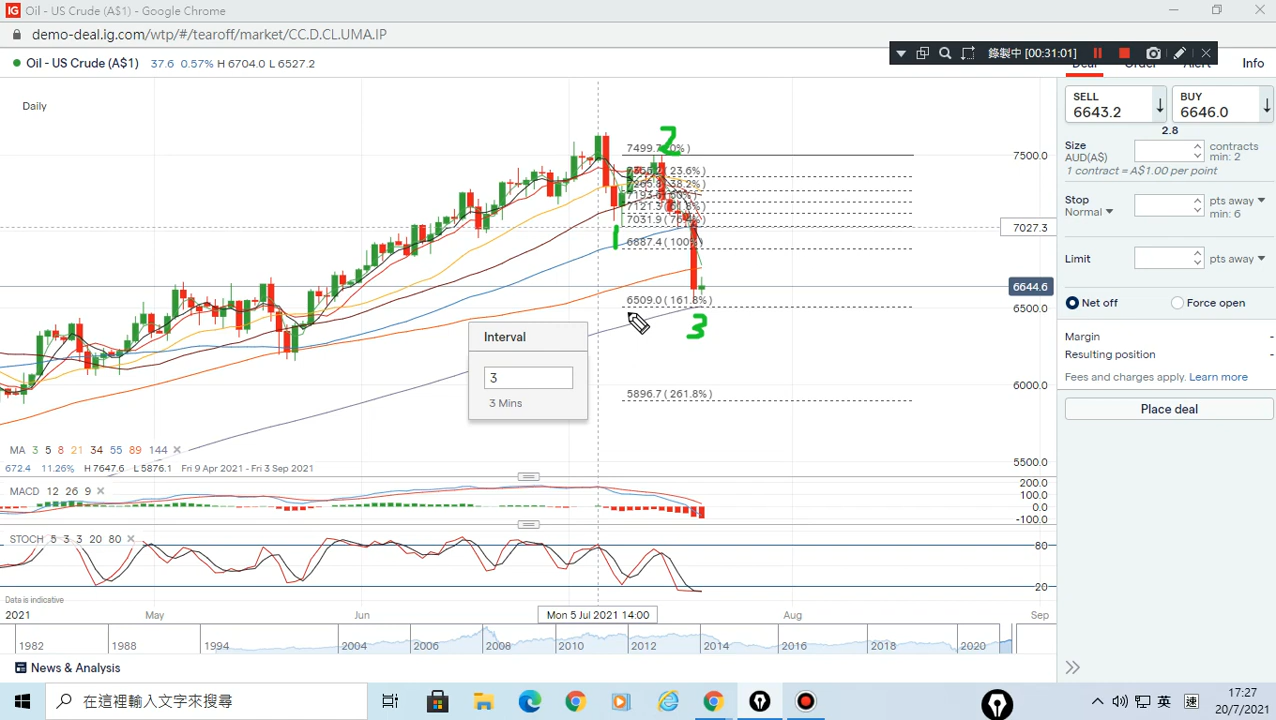 IG Oil - US Crude (A$1) - Google Chrome
demo-deal.ig.com/wtp/#/tearoff/market/CC.D.CL.UMA.IP
錄製中 [00:31:01]
Oil - US Crude (A$1) 37.6 0.57% H 6704.0 L 6527.2
Deal Order Alert Info
Daily
SELL
6643.2
BUY
6646.0
2.8
Size
AUD(A$)
contracts
min: 2
1 contract = A$1.00 per point
Stop
Normal
pts away
min: 6
Limit
pts away
Net off
Force open
Margin -
Resulting position -
Fees and charges apply. Learn more
Place deal
2
7499.7 (0%)
(23.6%)
7031.9
6887.4 (100%)
1
6509.0 (161.8%)
3
5896.7 (261.8%)
7500.0
7027.3
6644.6
6500.0
6000.0
5500.0
Interval
3
3 Mins
MA 3 5 8 21 34 55 89 144
672.4 11.26% H 7647.6 L 5876.1 Fri 9 Apr 2021 - Fri 3 Sep 2021
MACD 12 26 9
200.0
100.0
0.0
-100.0
STOCH 5 3 3 20 80
80
20
Data is indicative
2021 May Jun Mon 5 Jul 2021 14:00 Aug Sep
1982 1988 1994 2004 2006 2008 2010 2012 2014 2016 2018 2020
News & Analysis
在這裡輸入文字來搜尋
英
速
17:27
20/7/2021